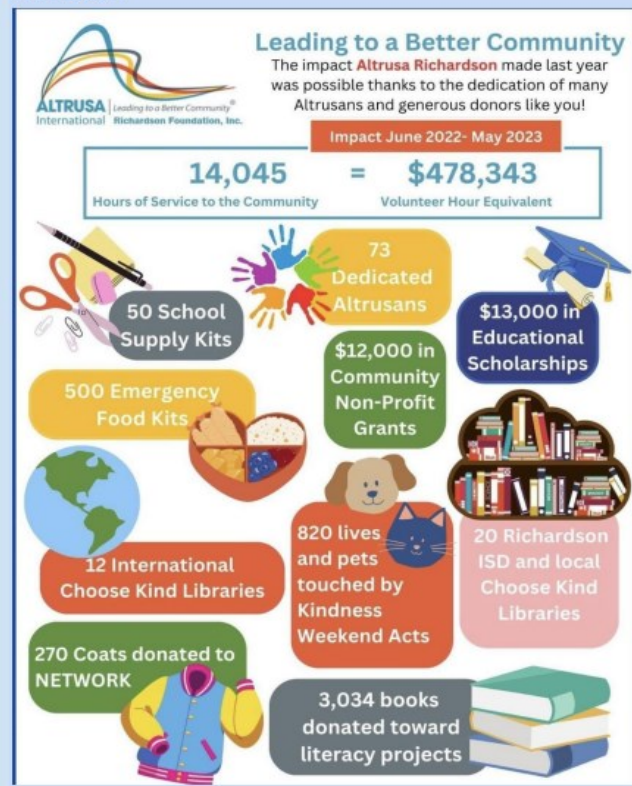 Leading to a Better Community
The impact Altrusa Richardson made last year
was possible thanks to the dedication of many
Altrusans and generous donors like you!
ALTRUSA | Leading to a Better Community®
International Richardson Foundation, Inc.
Impact June 2022- May 2023
14,045 = $478,343
Hours of Service to the Community Volunteer Hour Equivalent
50 School
Supply Kits
73
Dedicated
Altrusans
$13,000 in
Educational
Scholarships
500 Emergency
Food Kits
$12,000 in
Community
Non-Profit
Grants
12 International
Choose Kind Libraries
820 lives
and pets
touched by
Kindness
Weekend Acts
20 Richardson
ISD and local
Choose Kind
Libraries
270 Coats donated to
NETWORK
3,034 books
donated toward
literacy projects